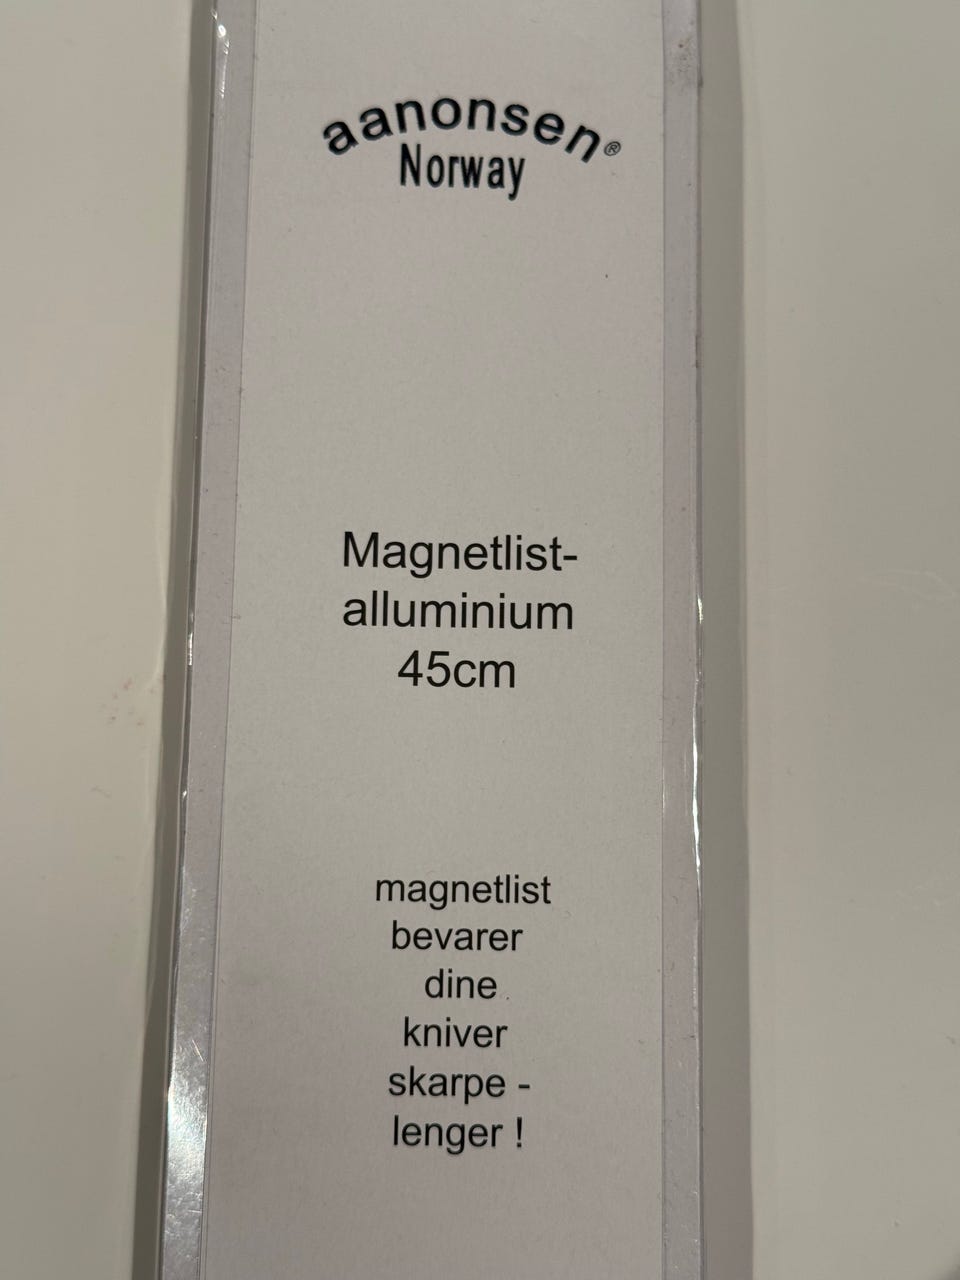 aanonsen®
Norway
Magnetlist-
alluminium
45cm
magnetlist
bevarer
dine
kniver
skarpe -
lenger !